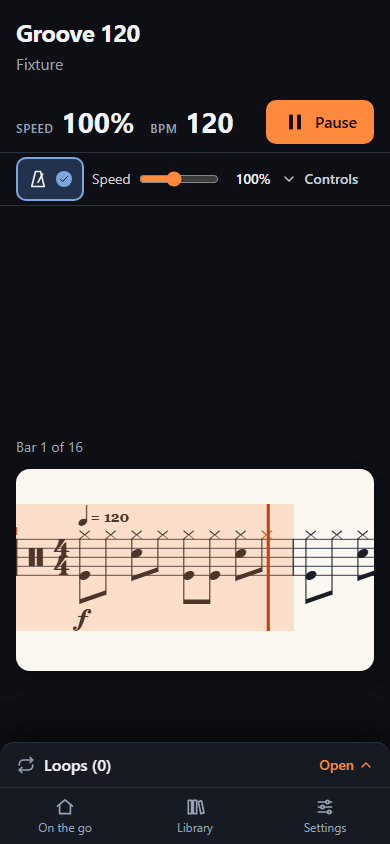 Groove 120
Fixture
SPEED 100% BPM 120 Pause
Speed 100% Controls
Bar 1 of 16
= 120
4
4
f
Loops (0) Open
On the go Library Settings